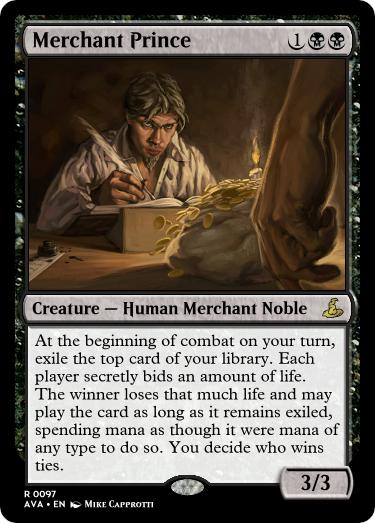 Merchant Prince 1
Creature — Human Merchant Noble
At the beginning of combat on your turn,
exile the top card of your library. Each
player secretly bids an amount of life.
The winner loses that much life and may
play the card as long as it remains exiled,
spending mana as though it were mana of
any type to do so. You decide who wins
ties.
3/3
R 0097
AVA • EN Mike Capprotti